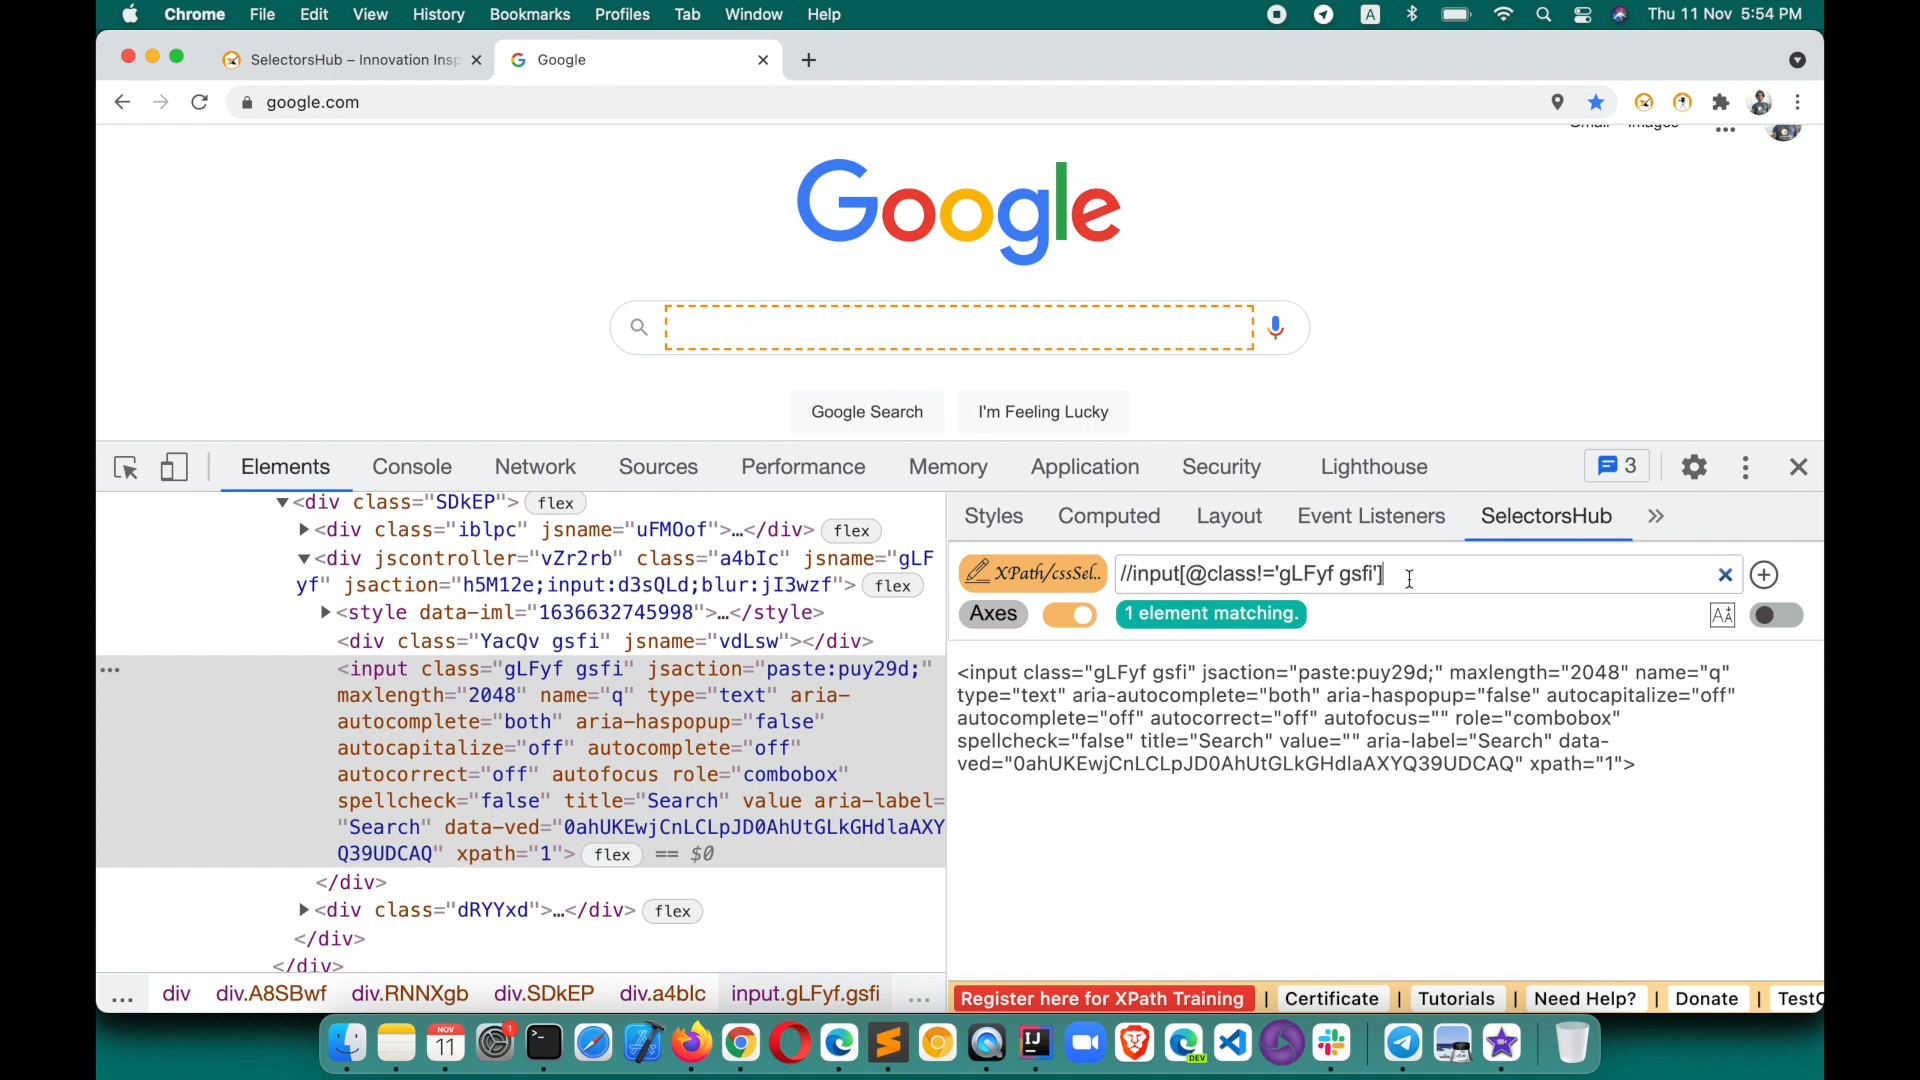 Chrome File Edit View History Bookmarks Profiles Tab Window Help A Thu 11 Nov 5:54 PM
SelectorsHub – Innovation Insp Google
google.com
Gmail Images
Google
Google Search I'm Feeling Lucky
Elements Console Network Sources Performance Memory Application Security Lighthouse 3
▼<div class="SDkEP"> flex
▶<div class="iblpc" jsname="uFMOof">…</div> flex
▼<div jscontroller="vZr2rb" class="a4bIc" jsname="gLF
yf" jsaction="h5M12e;input:d3sQLd;blur:jI3wzf"> flex
▶<style data-iml="1636632745998">…</style>
<div class="YacQv gsfi" jsname="vdLsw"></div>
<input class="gLFyf gsfi" jsaction="paste:puy29d;"
maxlength="2048" name="q" type="text" aria-
autocomplete="both" aria-haspopup="false"
autocapitalize="off" autocomplete="off"
autocorrect="off" autofocus role="combobox"
spellcheck="false" title="Search" value aria-label=
"Search" data-ved="0ahUKEwjCnLCLpJD0AhUtGLkGHdlaAXY
Q39UDCAQ" xpath="1"> flex == $0
</div>
▶<div class="dRYYxd">…</div> flex
</div>
</div>
... div div.A8SBwf div.RNNXgb div.SDkEP div.a4bIc input.gLFyf.gsfi ...
Styles Computed Layout Event Listeners SelectorsHub »
XPath/cssSel.. //input[@class!='gLFyf gsfi']
Axes 1 element matching.
<input class="gLFyf gsfi" jsaction="paste:puy29d;" maxlength="2048" name="q"
type="text" aria-autocomplete="both" aria-haspopup="false" autocapitalize="off"
autocomplete="off" autocorrect="off" autofocus="" role="combobox"
spellcheck="false" title="Search" value="" aria-label="Search" data-
ved="0ahUKEwjCnLCLpJD0AhUtGLkGHdlaAXYQ39UDCAQ" xpath="1">
Register here for XPath Training | Certificate | Tutorials | Need Help? | Donate | TestC
NOV
11
1
IJ
DEV